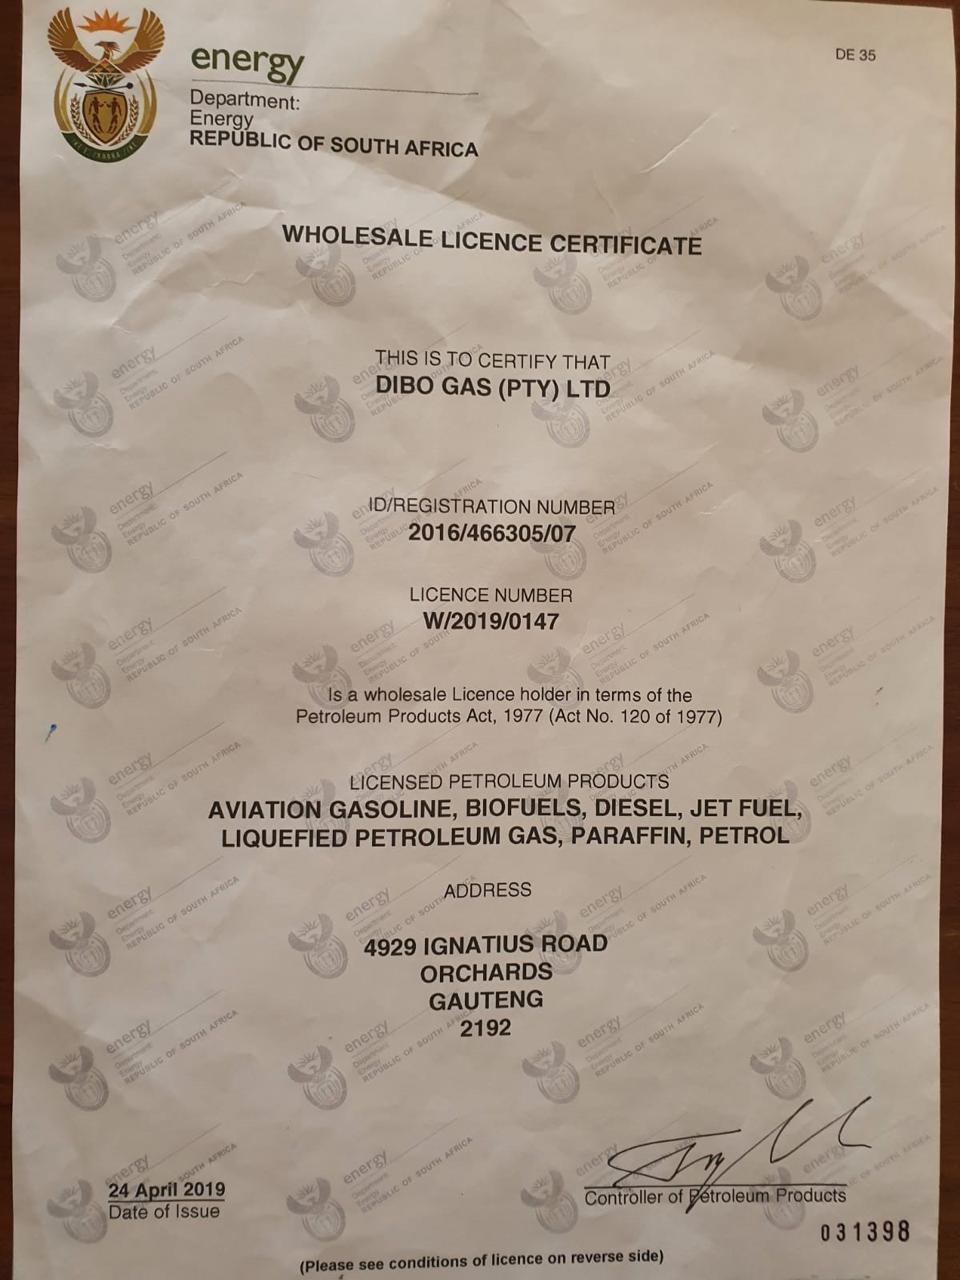 DE 35
energy
Department:
Energy
REPUBLIC OF SOUTH AFRICA
WHOLESALE LICENCE CERTIFICATE
THIS IS TO CERTIFY THAT
DIBO GAS (PTY) LTD
ID/REGISTRATION NUMBER
2016/466305/07
LICENCE NUMBER
W/2019/0147
Is a wholesale Licence holder in terms of the
Petroleum Products Act, 1977 (Act No. 120 of 1977)
LICENSED PETROLEUM PRODUCTS
AVIATION GASOLINE, BIOFUELS, DIESEL, JET FUEL,
LIQUEFIED PETROLEUM GAS, PARAFFIN, PETROL
ADDRESS
4929 IGNATIUS ROAD
ORCHARDS
GAUTENG
2192
24 April 2019
Date of Issue
Controller of Petroleum Products
031398
(Please see conditions of licence on reverse side)